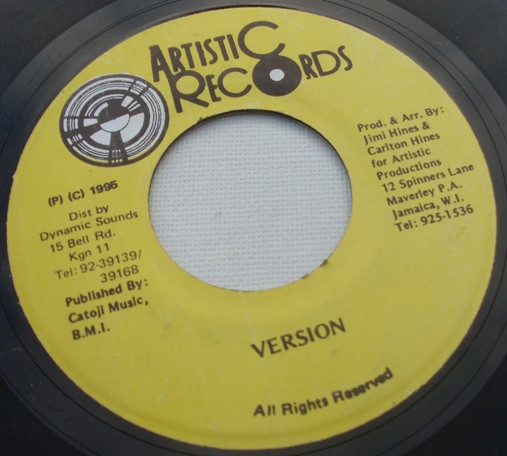 ARTISTIC
RECORDS
(P) (C) 1995
Dist by
Dynamic Sounds
15 Bell Rd.
Kgn 11
Tel: 92-39139/
39168
Published By:
Catoji Music,
B.M.I.
Prod. & Arr. By:
Jimi Hines &
Carlton Hines
for Artistic
Productions
12 Spinners Lane
Maverley P.A.
Jamaica, W.I.
Tel: 925-1536
VERSION
All Rights Reserved